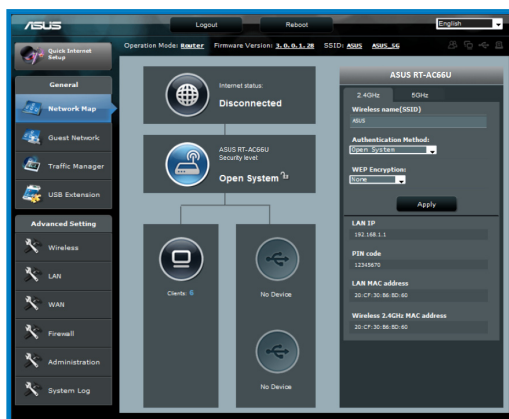 ASUS
Logout
Reboot
English
Quick Internet Setup
Operation Mode: Router Firmware Version: 3.0.0.1.28 SSID: ASUS ASUS_5G
General
Network Map
Guest Network
Traffic Manager
USB Extension
Advanced Setting
Wireless
LAN
WAN
Firewall
Administration
System Log
Internet status:
Disconnected
ASUS RT-AC66U
Security level:
Open System
Clients: 6
No Device
No Device
ASUS RT-AC66U
2.4GHz
5GHz
Wireless name(SSID)
ASUS
Authentication Method:
Open System
WEP Encryption:
None
Apply
LAN IP
192.168.1.1
PIN code
12345670
LAN MAC address
20:CF:30:B6:8D:60
Wireless 2.4GHz MAC address
20:CF:30:B6:8D:60